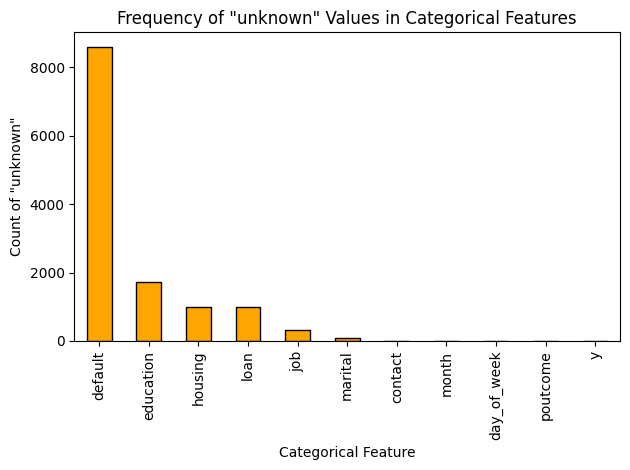 Frequency of "unknown" Values in Categorical Features
Count of "unknown"
8000
6000
4000
2000
0
default
education
housing
loan
job
marital
contact
month
day_of_week
poutcome
y
Categorical Feature